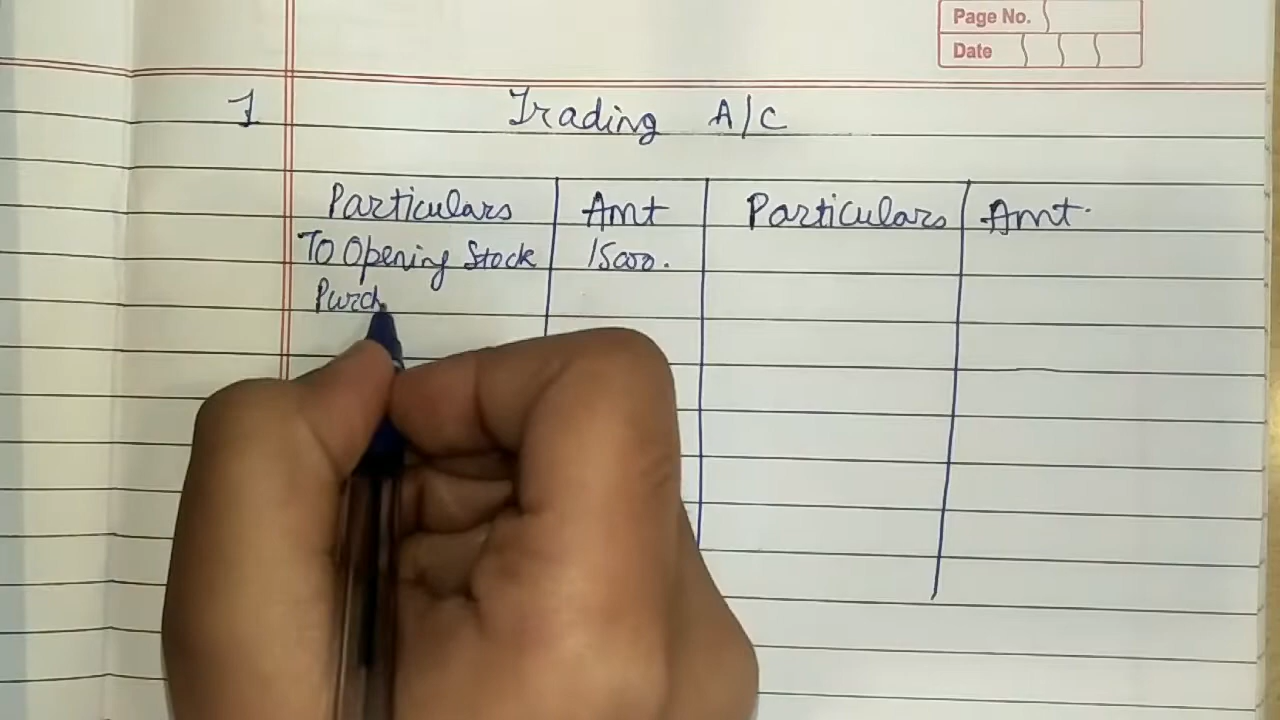 Page No.
Date
1 Trading A/C
Particulars Amt Particulars Amt.
To Opening Stock 15000.
Purch